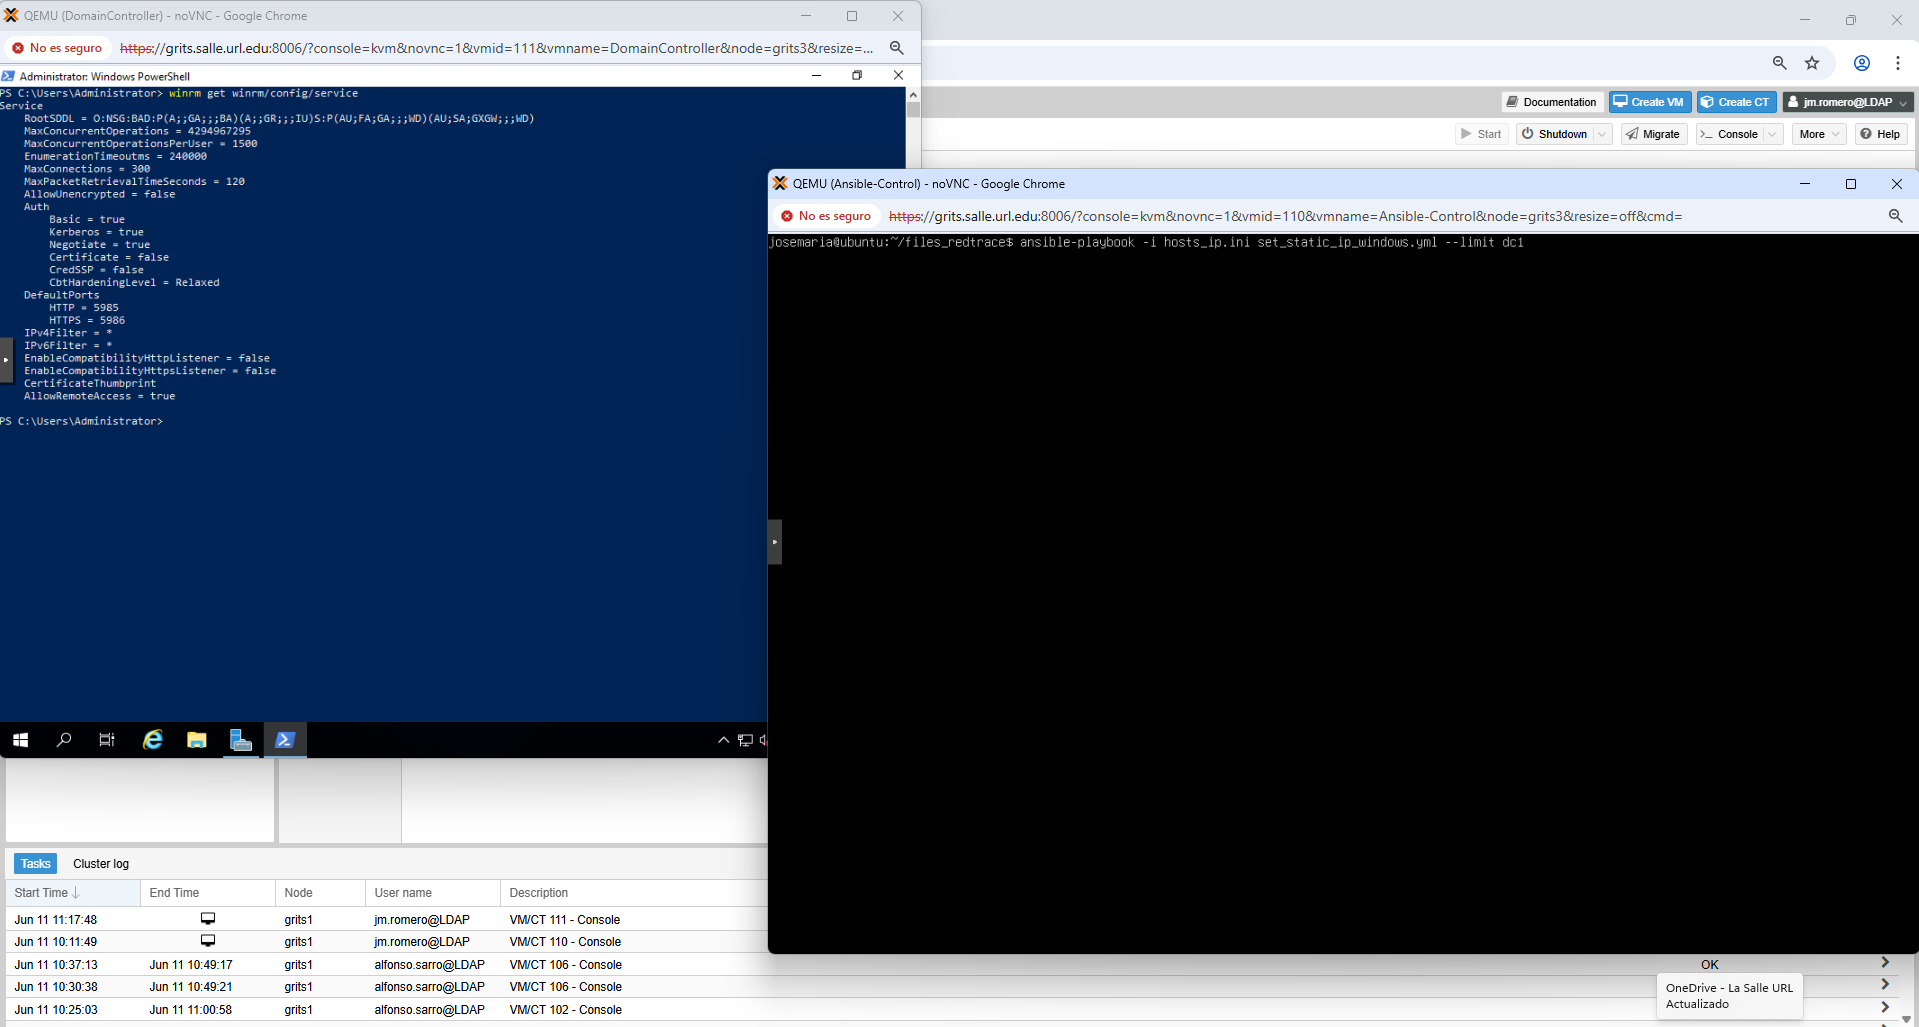 QEMU (DomainController) - noVNC - Google Chrome
No es seguro
https://grits.salle.url.edu:8006/?console=kvm&novnc=1&vmid=111&vmname=DomainController&node=grits3&resize=...
Administrator: Windows PowerShell
PS C:\Users\Administrator> winrm get winrm/config/service
Service
    RootSDDL = O:NSG:BAD:P(A;;GA;;;BA)(A;;GR;;;IU)S:P(AU;FA;GA;;;WD)(AU;SA;GXGW;;;WD)
    MaxConcurrentOperations = 4294967295
    MaxConcurrentOperationsPerUser = 1500
    EnumerationTimeoutms = 240000
    MaxConnections = 300
    MaxPacketRetrievalTimeSeconds = 120
    AllowUnencrypted = false
    Auth
        Basic = true
        Kerberos = true
        Negotiate = true
        Certificate = false
        CredSSP = false
        CbtHardeningLevel = Relaxed
    DefaultPorts
        HTTP = 5985
        HTTPS = 5986
    IPv4Filter = *
    IPv6Filter = *
    EnableCompatibilityHttpListener = false
    EnableCompatibilityHttpsListener = false
    CertificateThumbprint
    AllowRemoteAccess = true
PS C:\Users\Administrator>
Documentation
Create VM
Create CT
jm.romero@LDAP
Start
Shutdown
Migrate
Console
More
Help
QEMU (Ansible-Control) - noVNC - Google Chrome
No es seguro
https://grits.salle.url.edu:8006/?console=kvm&novnc=1&vmid=110&vmname=Ansible-Control&node=grits3&resize=off&cmd=
josemaria@ubuntu:~/files_redtrace$ ansible-playbook -i hosts_ip.ini set_static_ip_windows.yml --limit dc1
Tasks
Cluster log
Start Time End Time Node User name Description
Jun 11 11:17:48 grits1 jm.romero@LDAP VM/CT 111 - Console
Jun 11 10:11:49 grits1 jm.romero@LDAP VM/CT 110 - Console
Jun 11 10:37:13 Jun 11 10:49:17 grits1 alfonso.sarro@LDAP VM/CT 106 - Console OK
Jun 11 10:30:38 Jun 11 10:49:21 grits1 alfonso.sarro@LDAP VM/CT 106 - Console
Jun 11 10:25:03 Jun 11 11:00:58 grits1 alfonso.sarro@LDAP VM/CT 102 - Console
OneDrive - La Salle URL
Actualizado